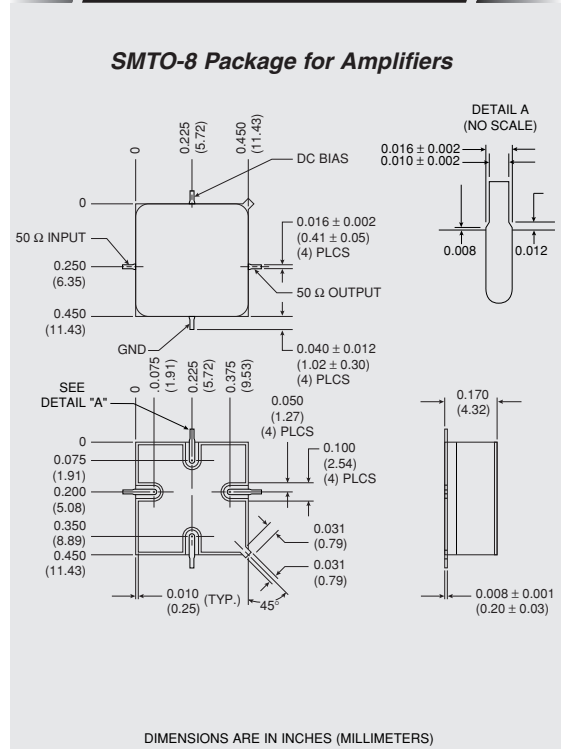 SMTO-8 Package for Amplifiers
DETAIL A
(NO SCALE)
0
0.225
(5.72)
0.450
(11.43)
0.016 ± 0.002
0.010 ± 0.002
DC BIAS
0
0.016 ± 0.002
(0.41 ± 0.05)
(4) PLCS
50 Ω INPUT
0.008
0.012
0.250
(6.35)
50 Ω OUTPUT
0.450
(11.43)
GND
0.040 ± 0.012
(1.02 ± 0.30)
(4) PLCS
SEE
DETAIL "A"
0
.0.075
(1.91)
0.225
(5.72)
0.375
(9.53)
0.050
(1.27)
(4) PLCS
0.170
(4.32)
0
0.100
(2.54)
(4) PLCS
0.075
(1.91)
0.200
(5.08)
0.350
(8.89)
0.450
(11.43)
0.031
(0.79)
0.031
(0.79)
0.010
(0.25)
(TYP.)
45°
0.008 ± 0.001
(0.20 ± 0.03)
DIMENSIONS ARE IN INCHES (MILLIMETERS)